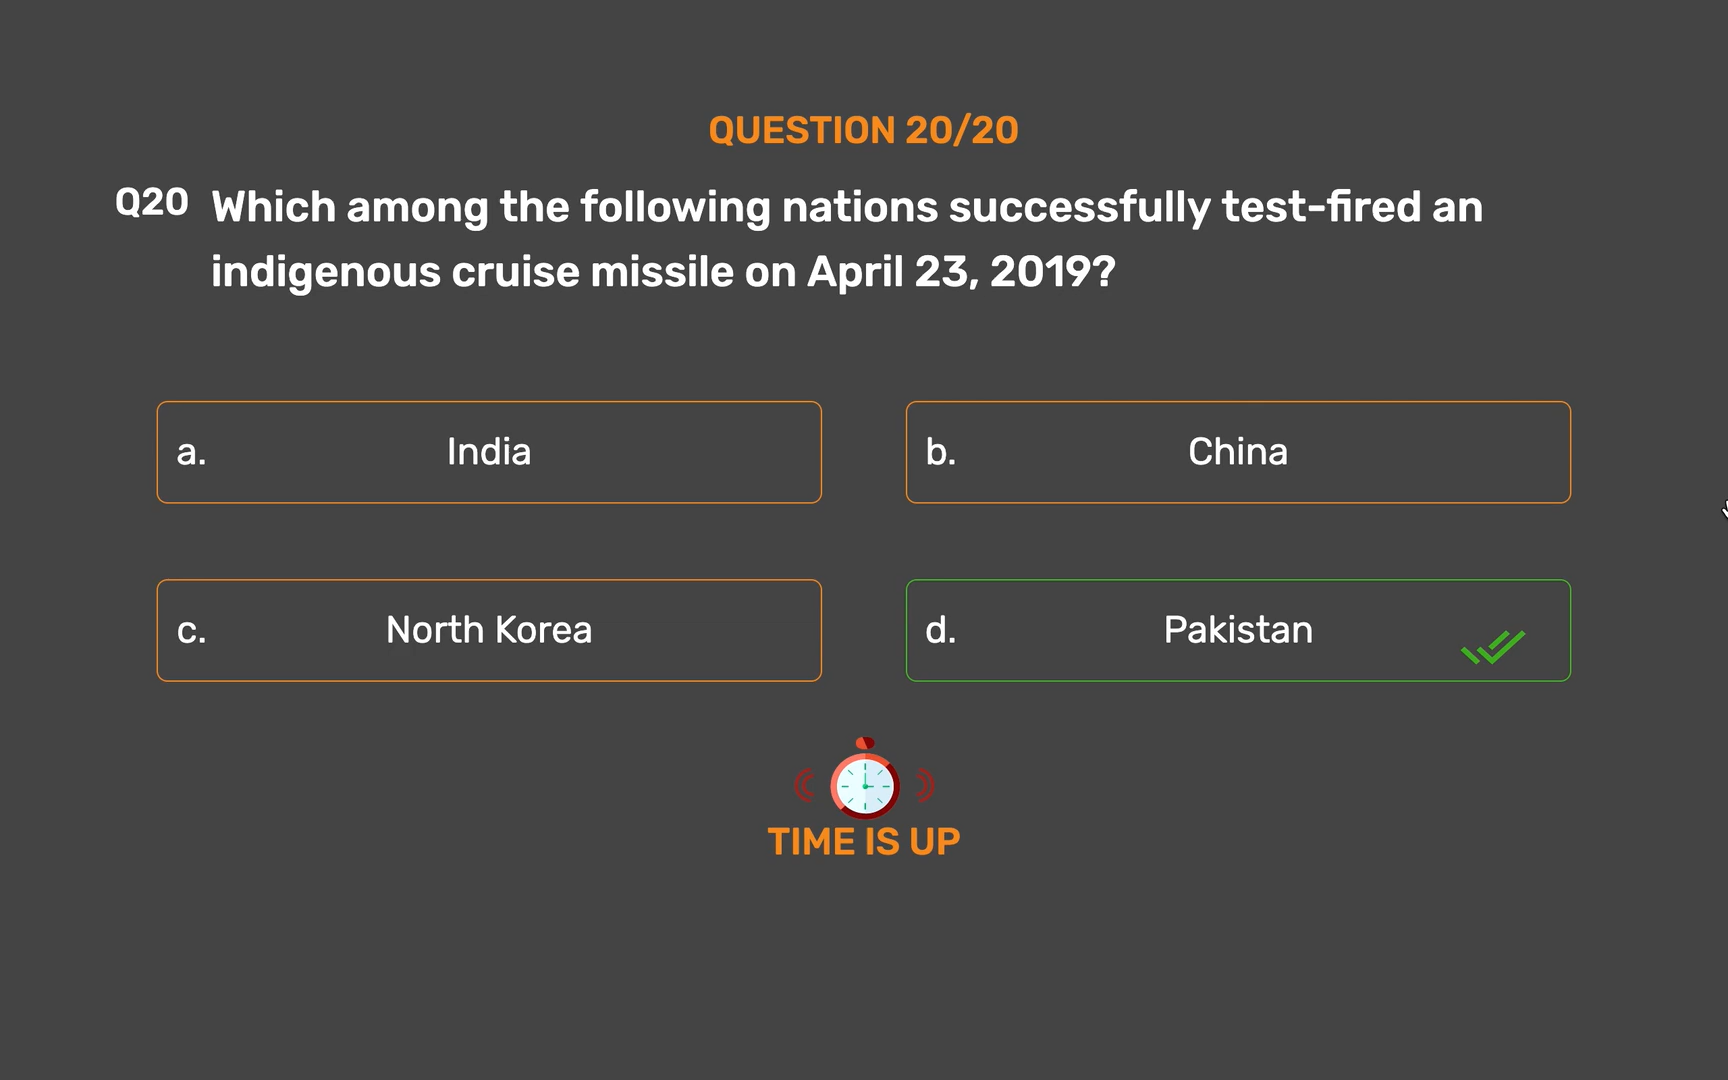 QUESTION 20/20
Q20 Which among the following nations successfully test-fired an
indigenous cruise missile on April 23, 2019?
a. India
b. China
c. North Korea
d. Pakistan
TIME IS UP